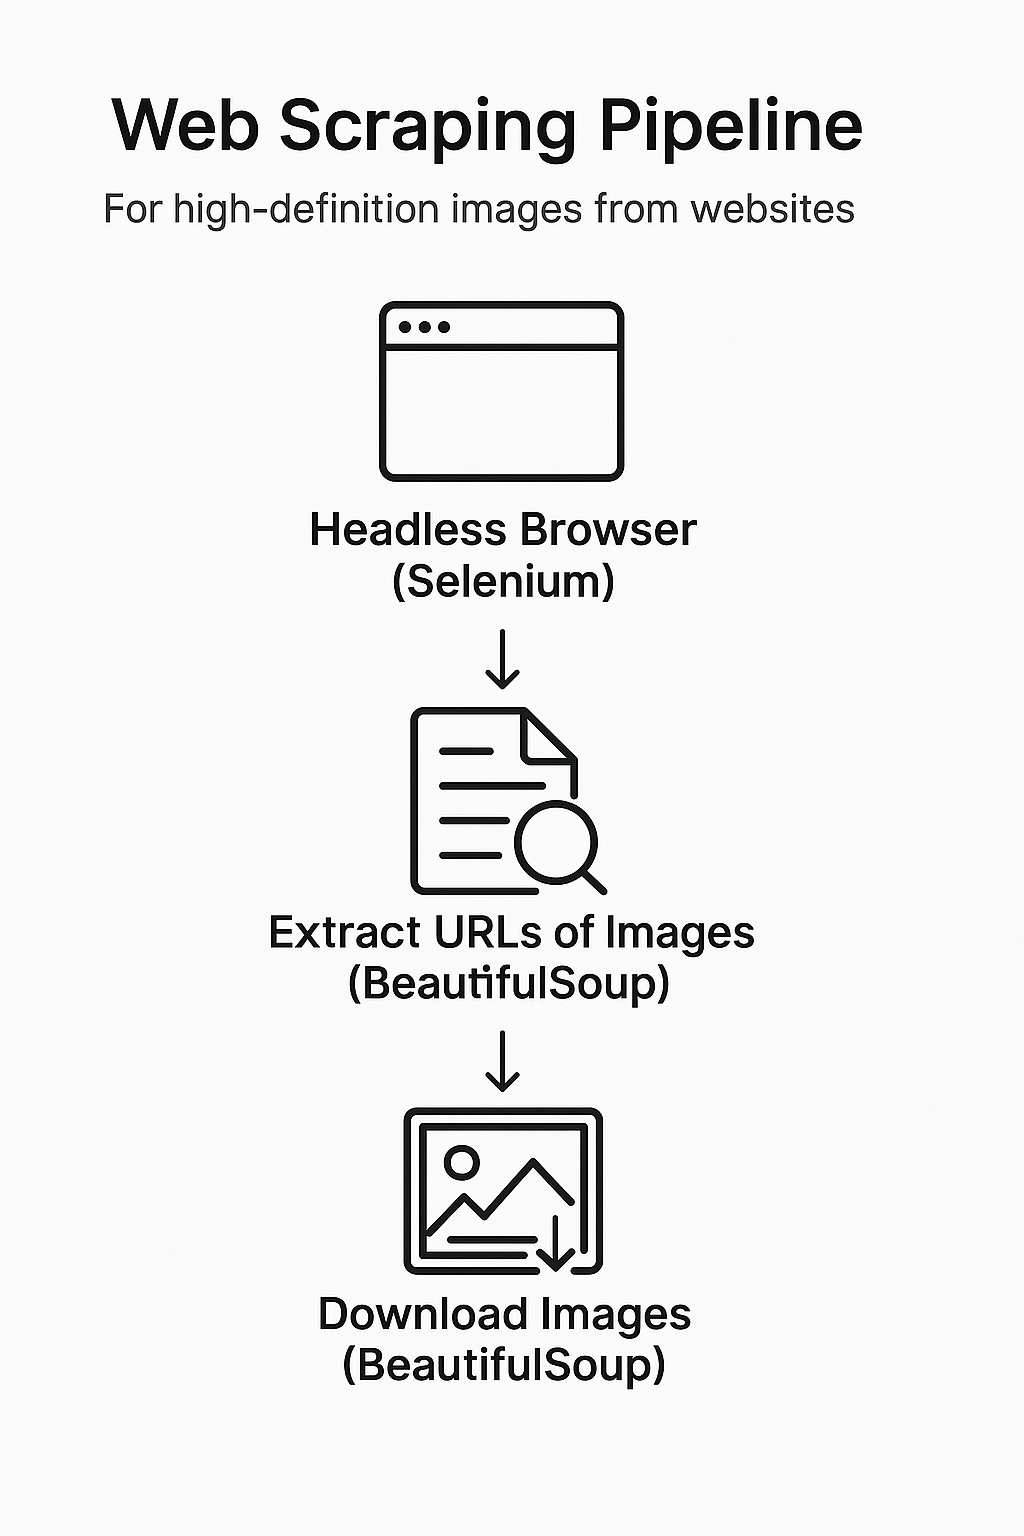 Web Scraping Pipeline
For high-definition images from websites
Headless Browser
(Selenium)
Extract URLs of Images
(BeautifulSoup)
Download Images
(BeautifulSoup)